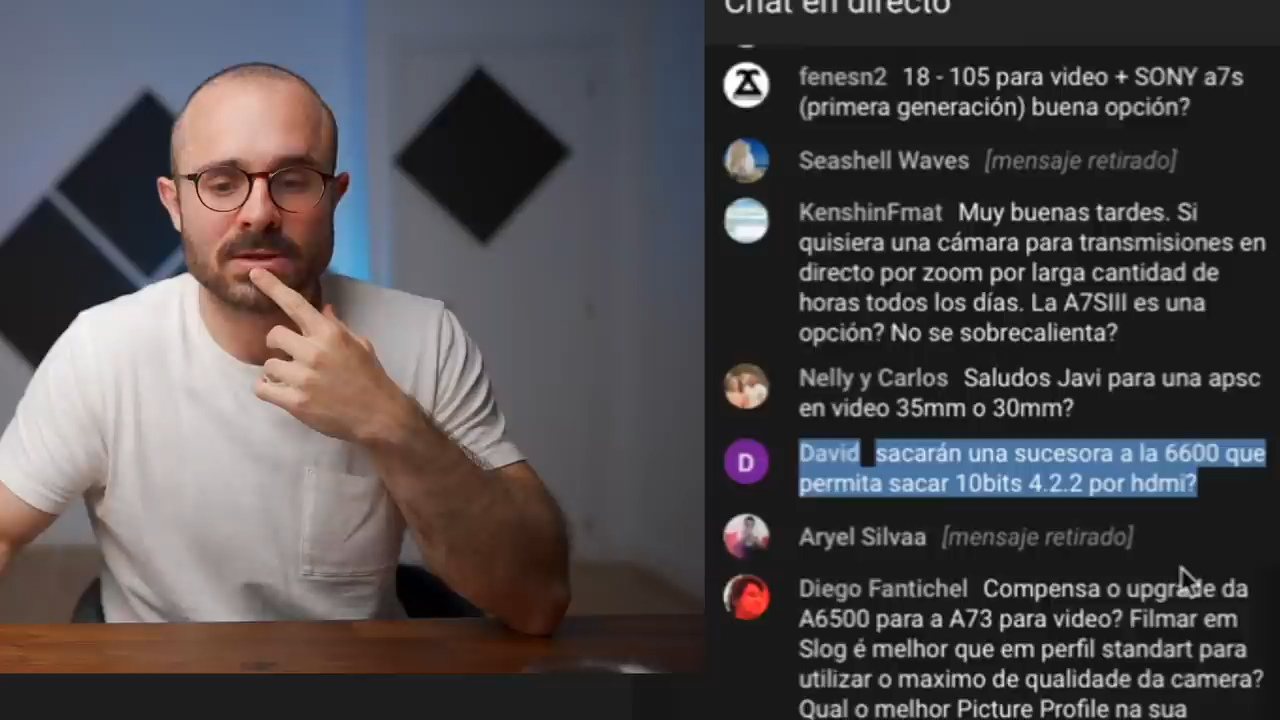 Chat en directo
fenesn2 18 - 105 para video + SONY a7s
(primera generación) buena opción?
Seashell Waves [mensaje retirado]
KenshinFmat Muy buenas tardes. Si
quisiera una cámara para transmisiones en
directo por zoom por larga cantidad de
horas todos los días. La A7SIII es una
opción? No se sobrecalienta?
Nelly y Carlos Saludos Javi para una apsc
en video 35mm o 30mm?
D
David sacarán una sucesora a la 6600 que
permita sacar 10bits 4.2.2 por hdmi?
Aryel Silvaa [mensaje retirado]
Diego Fantichel Compensa o upgrade da
A6500 para a A73 para video? Filmar em
Slog é melhor que em perfil standart para
utilizar o maximo de qualidade da camera?
Qual o melhor Picture Profile na sua